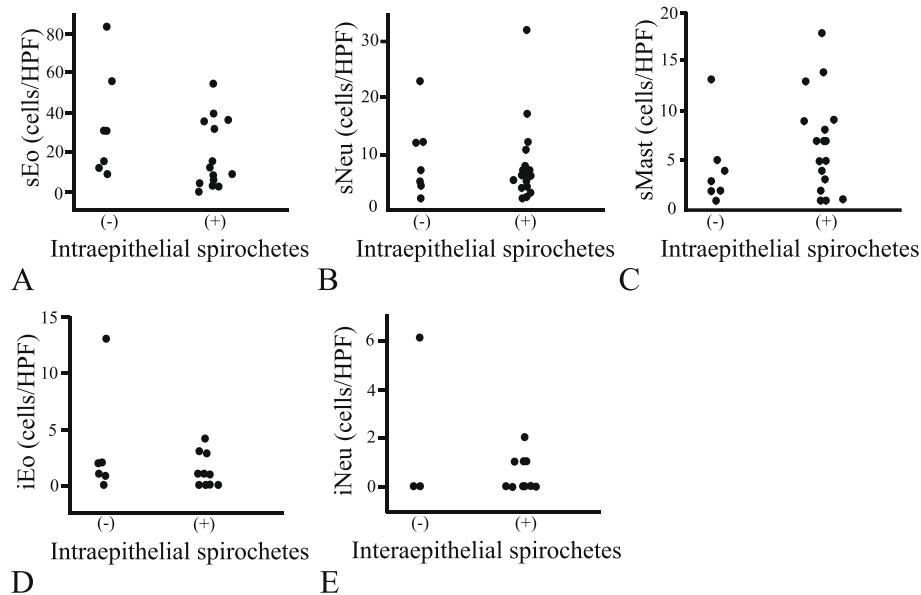 sEo (cells/HPF)
80
60
40
20
0
(-)
(+)
Intraepithelial spirochetes
A
sNeu (cells/HPF)
30
20
10
0
(-)
(+)
Intraepithelial spirochetes
B
sMast (cells/HPF)
20
15
10
5
0
(-)
(+)
Intraepithelial spirochetes
C
iEo (cells/HPF)
15
10
5
0
(-)
(+)
Intraepithelial spirochetes
D
iNeu (cells/HPF)
6
4
2
0
(-)
(+)
Interaepithelial spirochetes
E